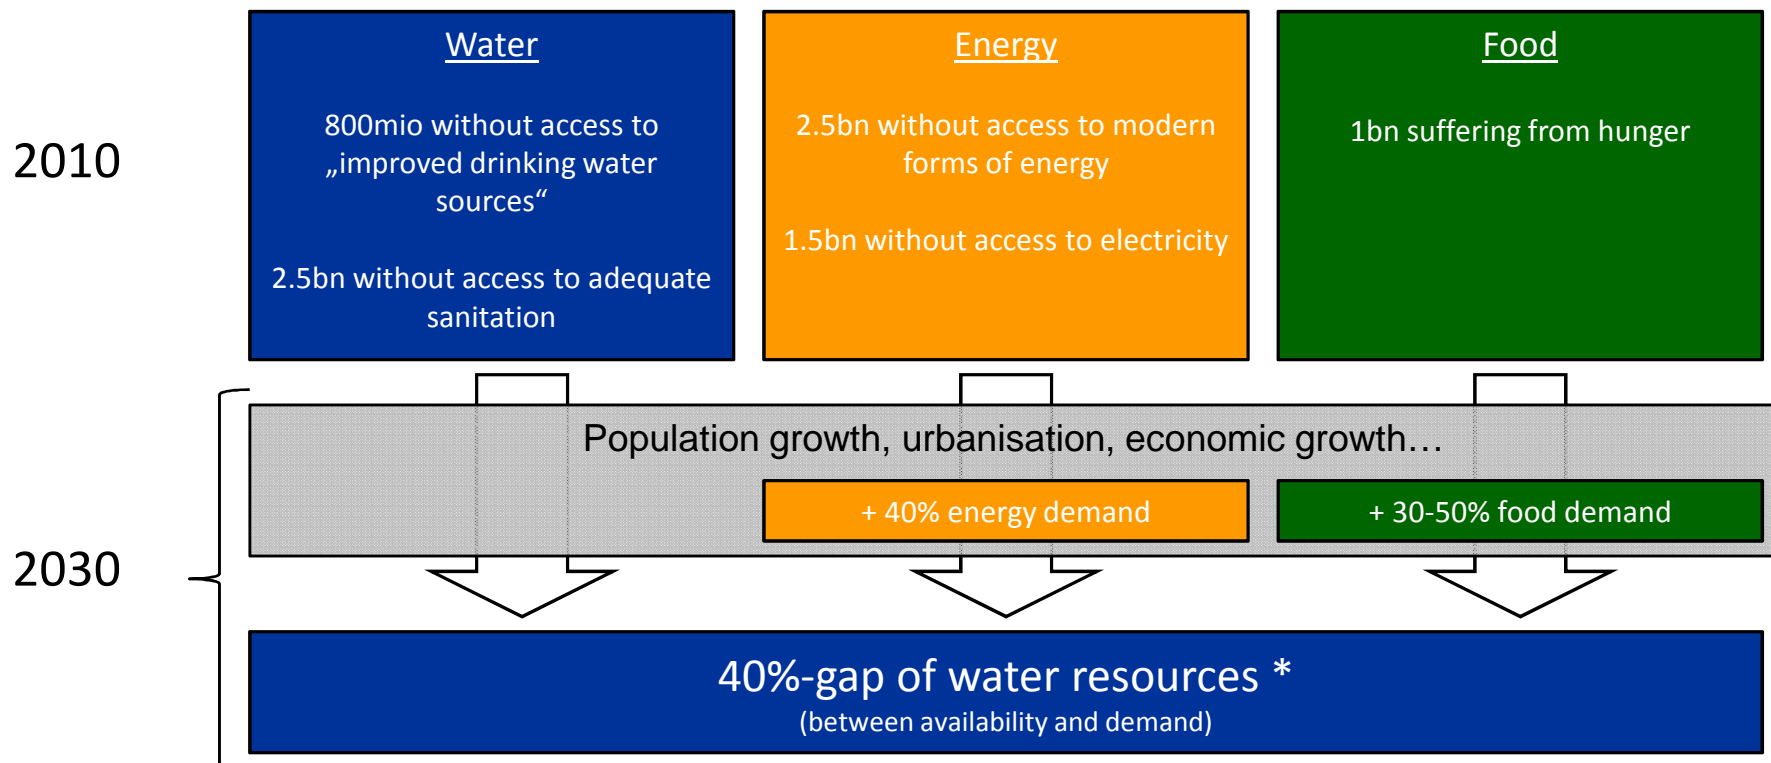 2010
Water
800mio without access to
„improved drinking water
sources“
2.5bn without access to adequate
sanitation
Energy
2.5bn without access to modern
forms of energy
1.5bn without access to electricity
Food
1bn suffering from hunger
2030
Population growth, urbanisation, economic growth…
+ 40% energy demand
+ 30-50% food demand
40%-gap of water resources *
(between availability and demand)